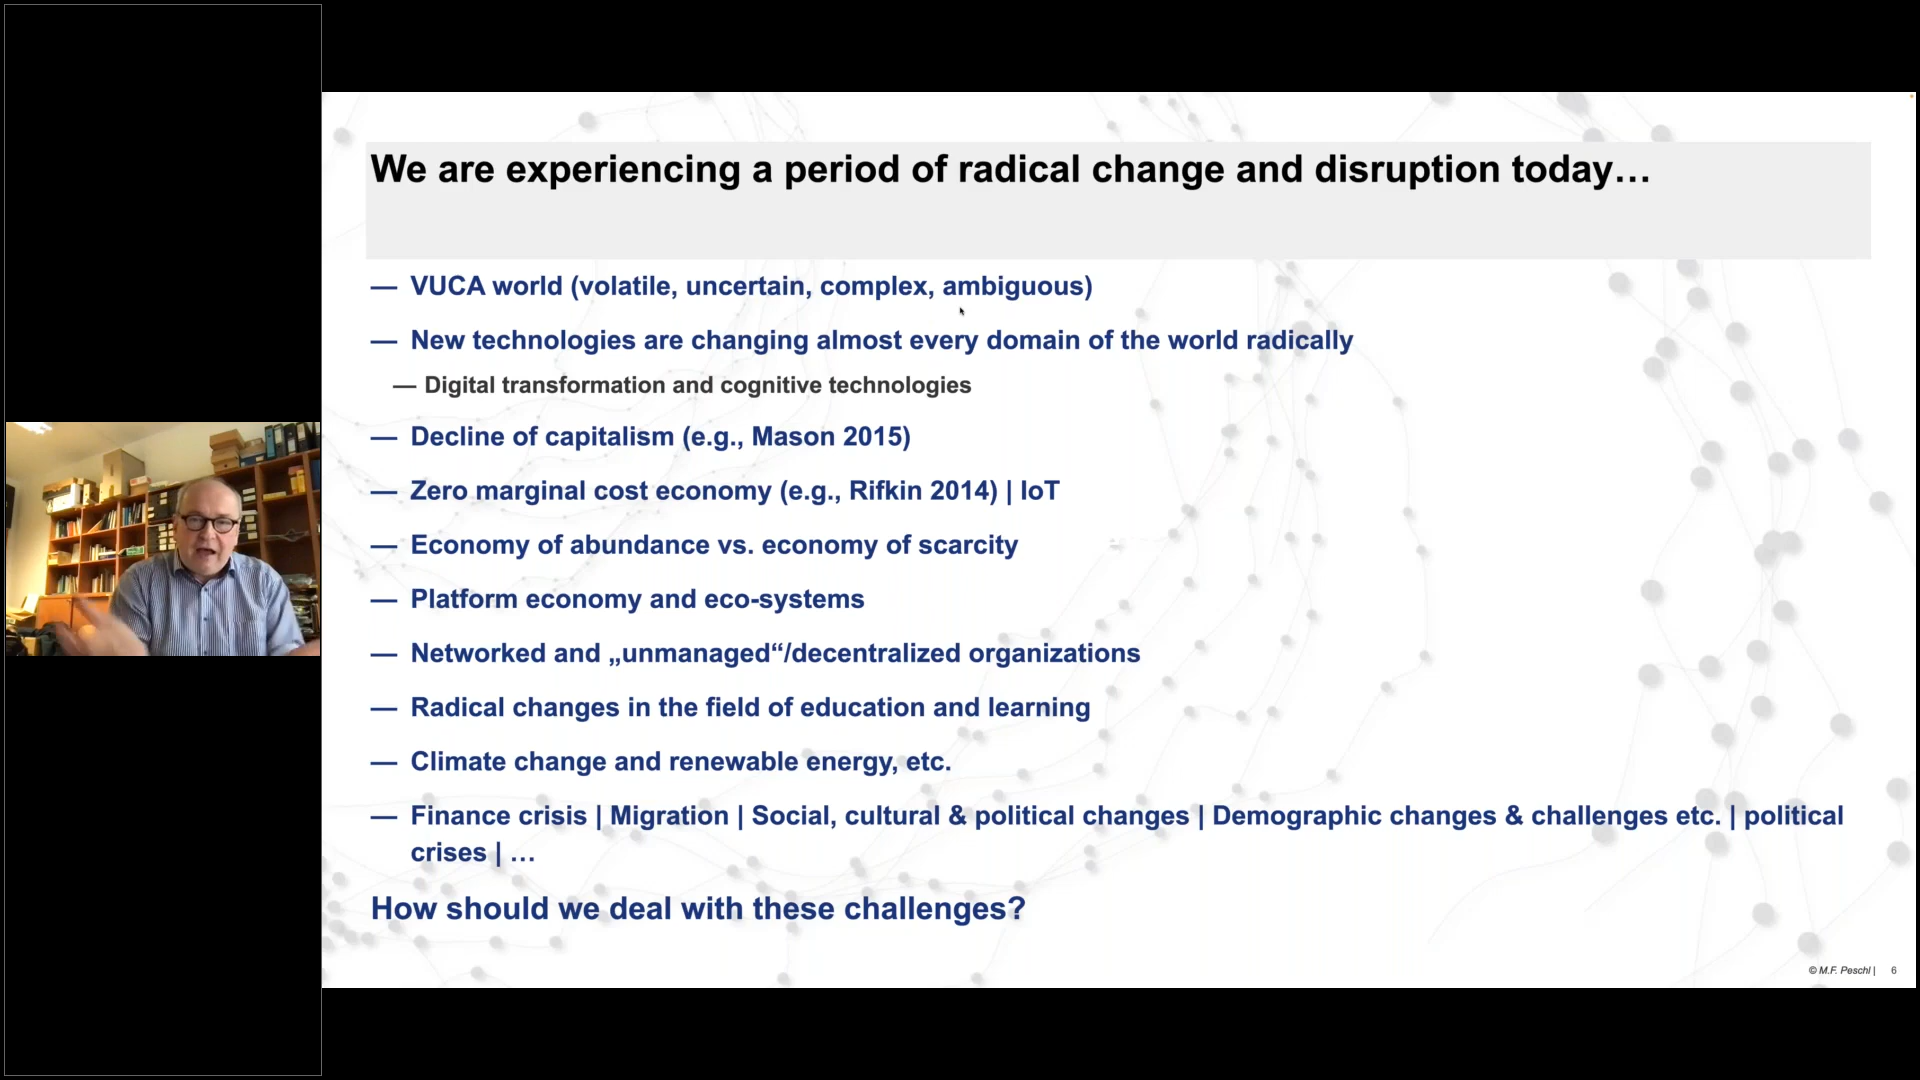 We are experiencing a period of radical change and disruption today…
— VUCA world (volatile, uncertain, complex, ambiguous)
— New technologies are changing almost every domain of the world radically
— Digital transformation and cognitive technologies
— Decline of capitalism (e.g., Mason 2015)
— Zero marginal cost economy (e.g., Rifkin 2014) | IoT
— Economy of abundance vs. economy of scarcity
— Platform economy and eco-systems
— Networked and „unmanaged“/decentralized organizations
— Radical changes in the field of education and learning
— Climate change and renewable energy, etc.
— Finance crisis | Migration | Social, cultural & political changes | Demographic changes & challenges etc. | political
crises | …
How should we deal with these challenges?
© M.F. Peschl | 6